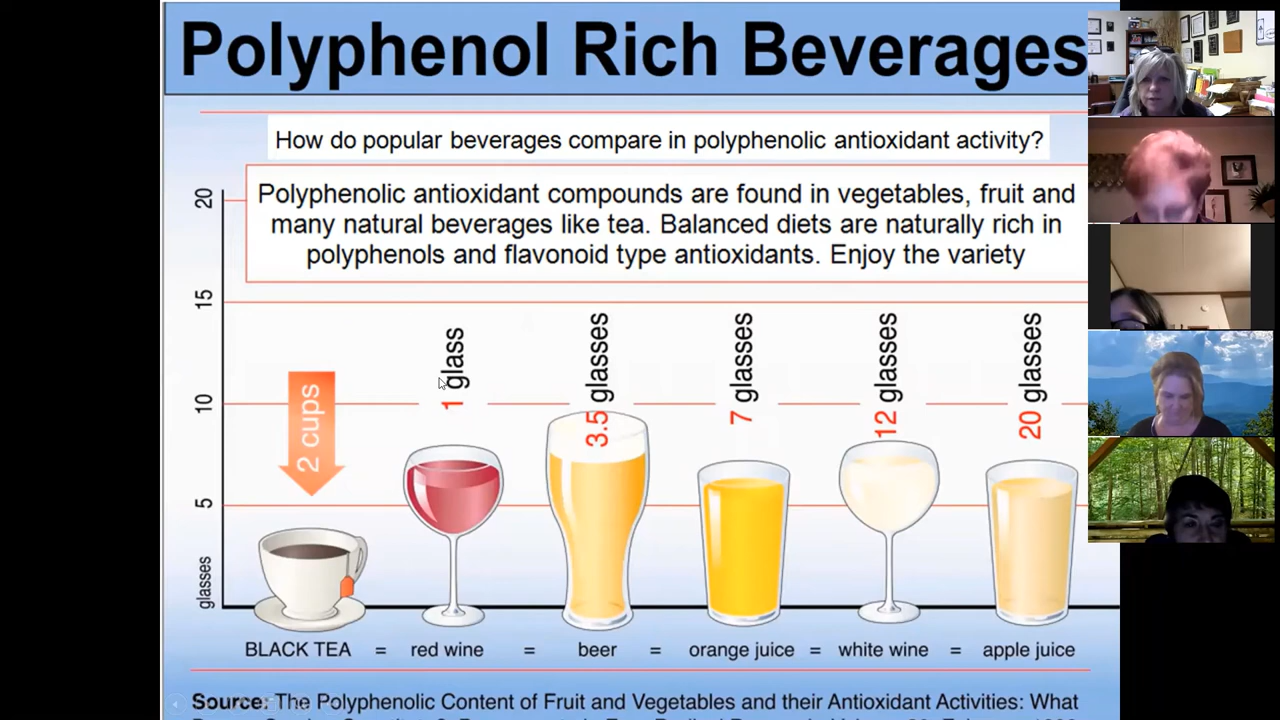 Polyphenol Rich Beverages
How do popular beverages compare in polyphenolic antioxidant activity?
Polyphenolic antioxidant compounds are found in vegetables, fruit and
many natural beverages like tea. Balanced diets are naturally rich in
polyphenols and flavonoid type antioxidants. Enjoy the variety
20
15
10
5
glasses
2 cups
1 glass
3.5 glasses
7 glasses
12 glasses
20 glasses
BLACK TEA = red wine = beer = orange juice = white wine = apple juice
Source: The Polyphenolic Content of Fruit and Vegetables and their Antioxidant Activities: What